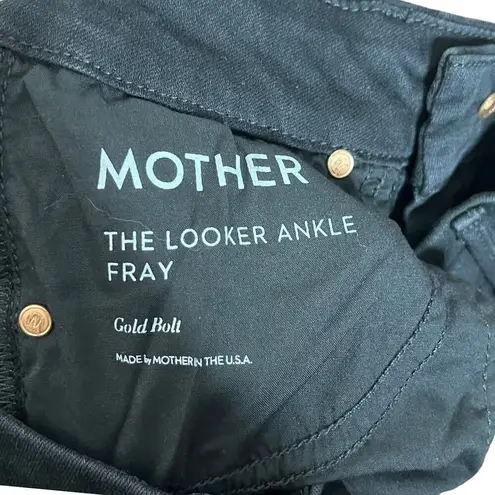 MOTHER
THE LOOKER ANKLE
FRAY
Gold Bolt
MADE by MOTHER IN THE U.S.A.